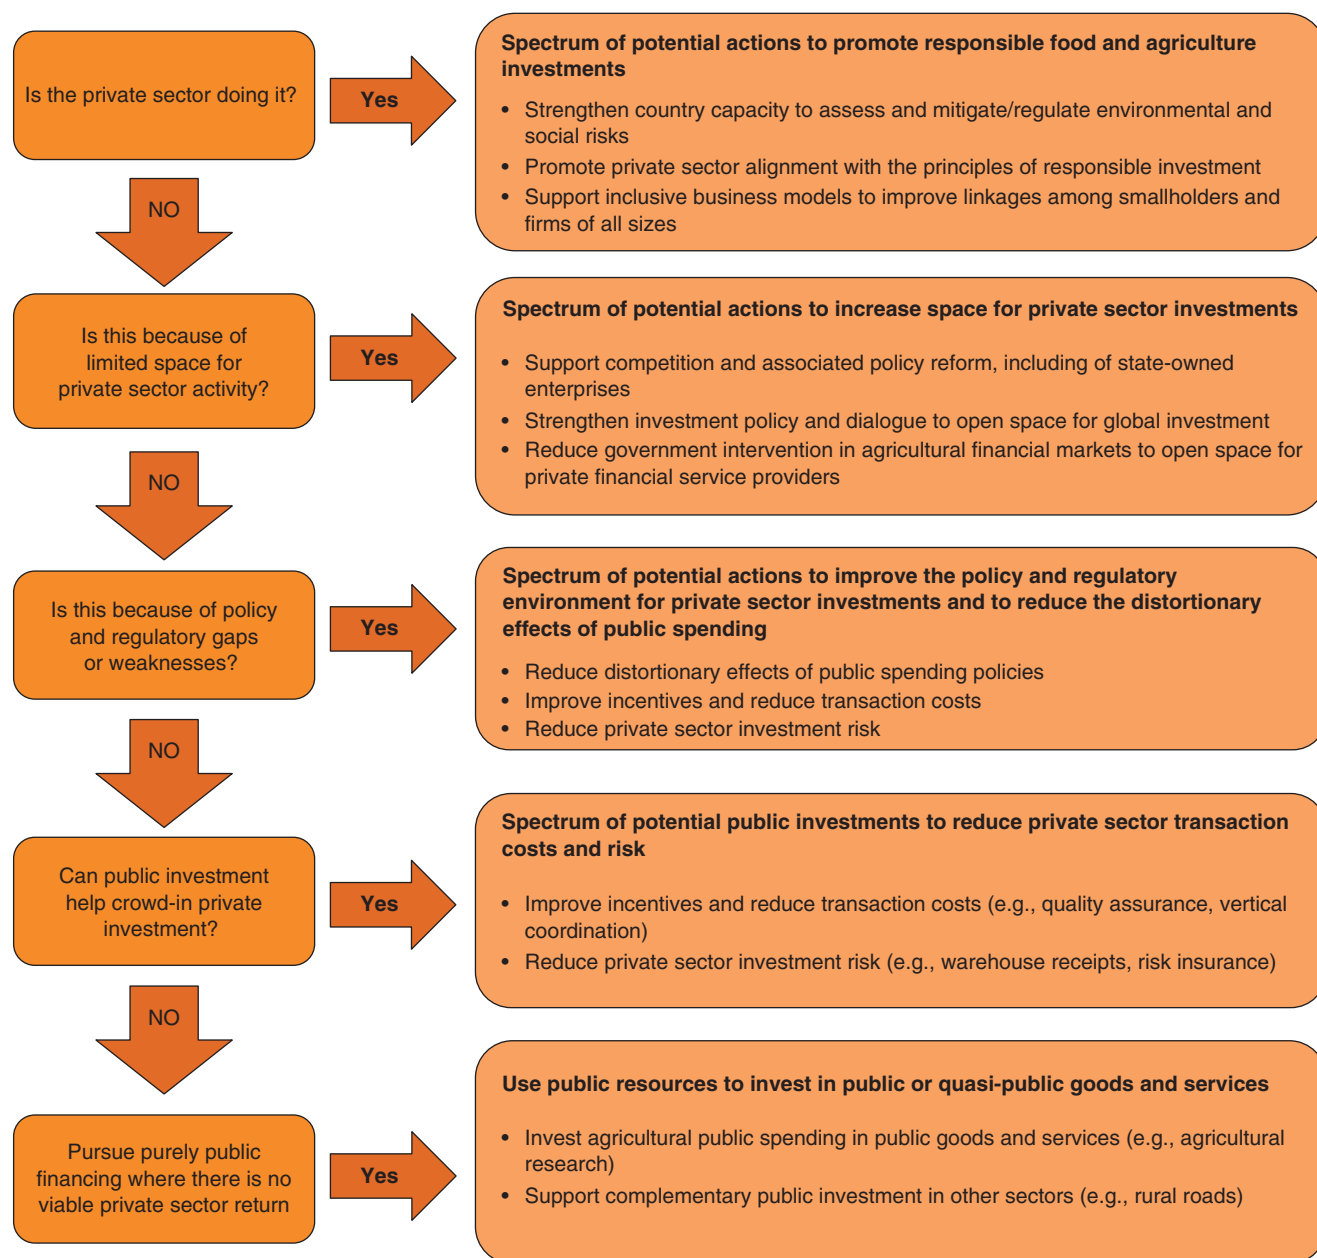 Is the private sector doing it?
Yes
Spectrum of potential actions to promote responsible food and agriculture
investments
• Strengthen country capacity to assess and mitigate/regulate environmental and
social risks
• Promote private sector alignment with the principles of responsible investment
• Support inclusive business models to improve linkages among smallholders and
firms of all sizes
NO
Is this because of
limited space for
private sector activity?
Yes
Spectrum of potential actions to increase space for private sector investments
• Support competition and associated policy reform, including of state-owned
enterprises
• Strengthen investment policy and dialogue to open space for global investment
• Reduce government intervention in agricultural financial markets to open space for
private financial service providers
NO
Is this because of policy
and regulatory gaps
or weaknesses?
Yes
Spectrum of potential actions to improve the policy and regulatory
environment for private sector investments and to reduce the distortionary
effects of public spending
• Reduce distortionary effects of public spending policies
• Improve incentives and reduce transaction costs
• Reduce private sector investment risk
NO
Can public investment
help crowd-in private
investment?
Yes
Spectrum of potential public investments to reduce private sector transaction
costs and risk
• Improve incentives and reduce transaction costs (e.g., quality assurance, vertical
coordination)
• Reduce private sector investment risk (e.g., warehouse receipts, risk insurance)
NO
Pursue purely public
financing where there is no
viable private sector return
Yes
Use public resources to invest in public or quasi-public goods and services
• Invest agricultural public spending in public goods and services (e.g., agricultural
research)
• Support complementary public investment in other sectors (e.g., rural roads)